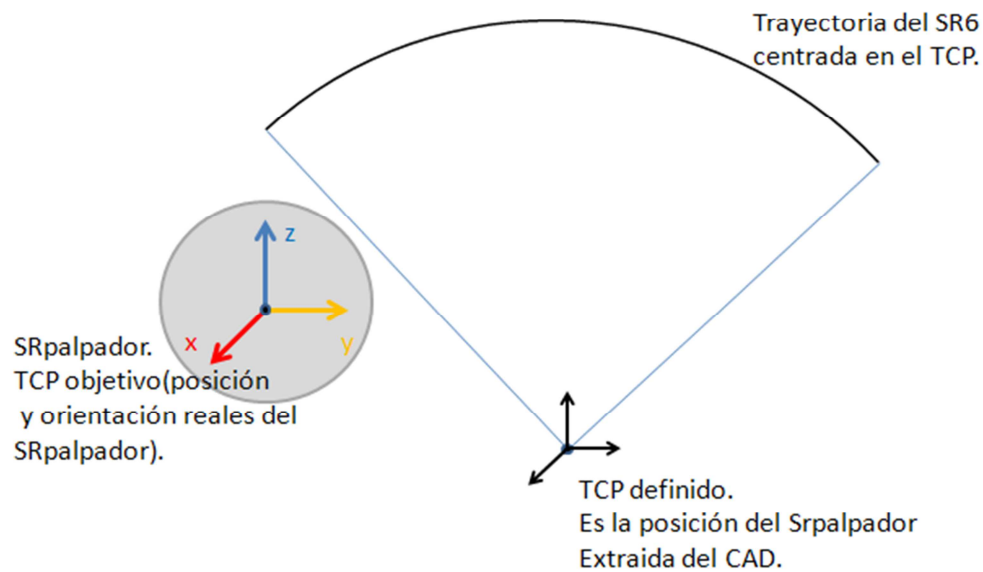 Trayectoria del SR6
centrada en el TCP.
z
x
y
SRpalpador.
TCP objetivo(posición
y orientación reales del
SRpalpador).
TCP definido.
Es la posición del Srpalpador
Extraida del CAD.